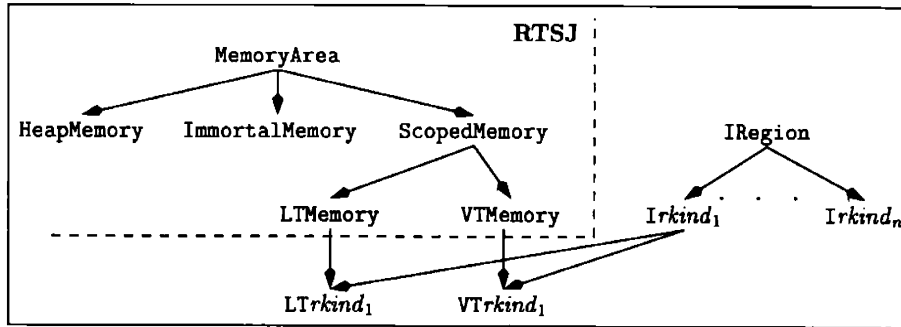 RTSJ
MemoryArea
HeapMemory ImmortalMemory ScopedMemory IRegion
LTMemory VTMemory Irkind₁ . . . Irkindₙ
LTrkind₁ VTrkind₁